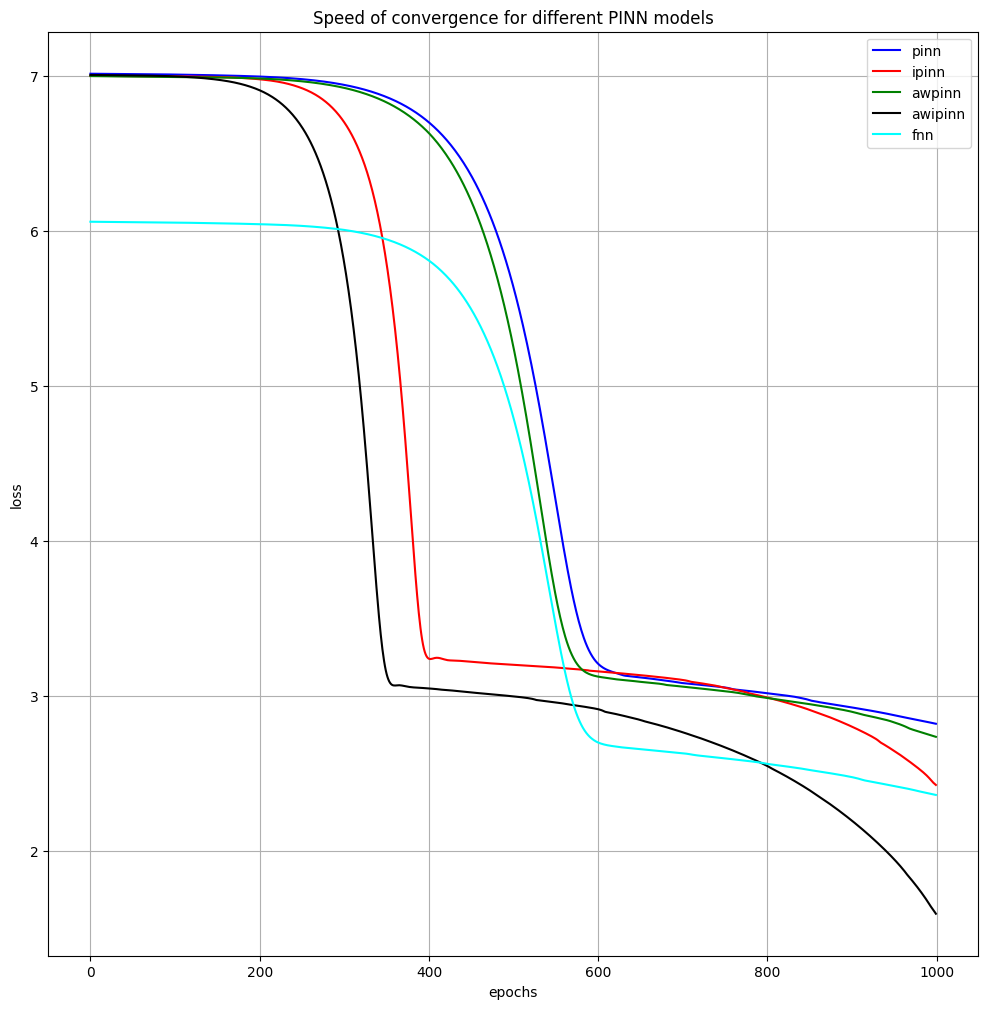 Speed of convergence for different PINN models
pinn
ipinn
awpinn
awipinn
fnn
7
6
5
4
3
2
loss
0 200 400 600 800 1000
epochs